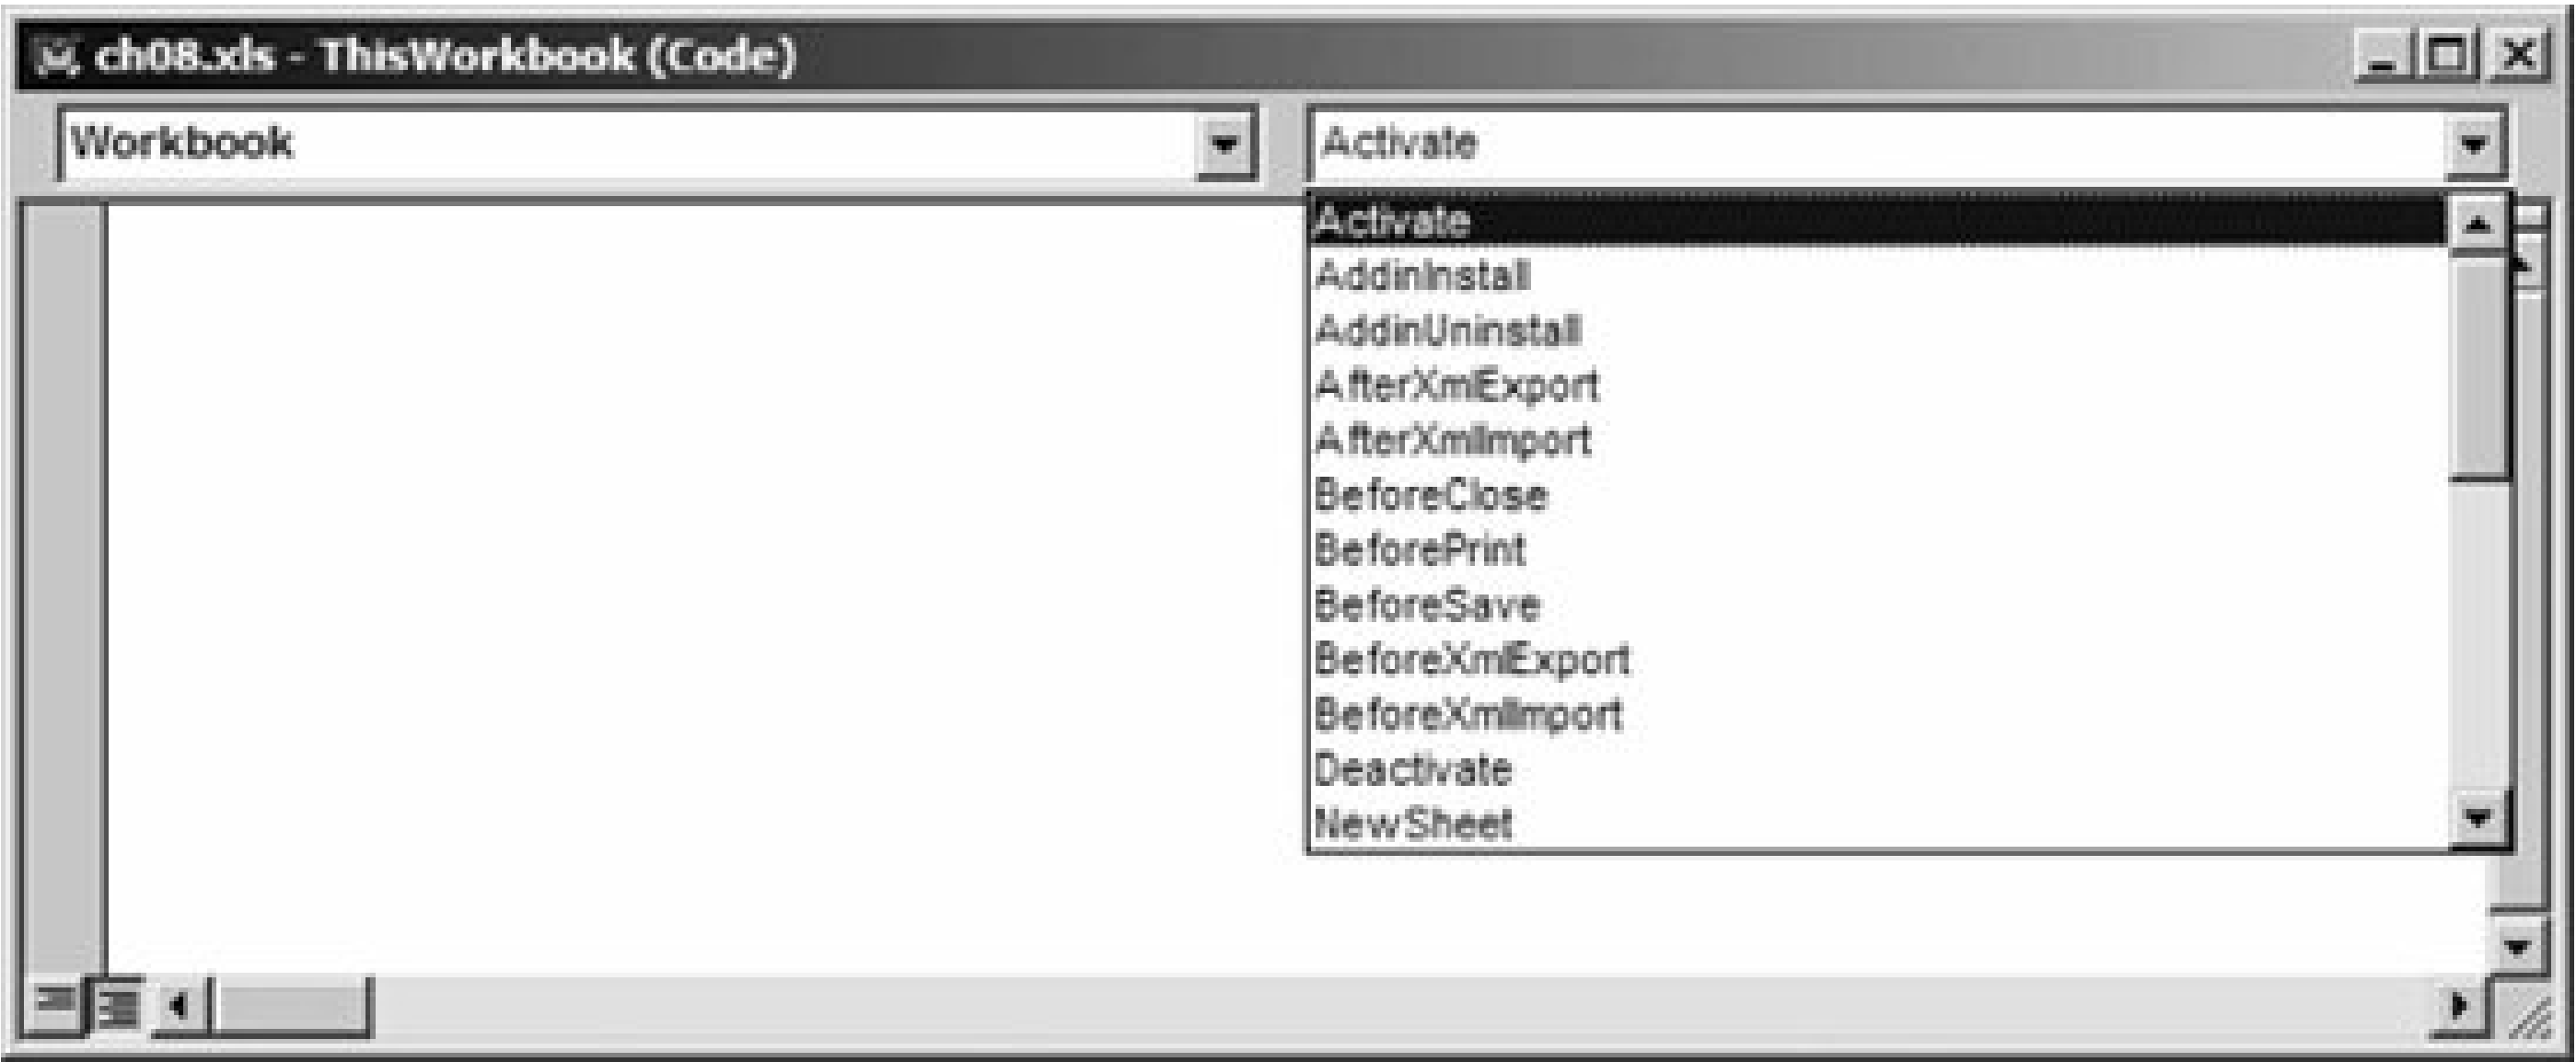 ch08.xls - ThisWorkbook (Code)
Workbook Activate
Activate
AddinInstall
AddinUninstall
AfterXmlExport
AfterXmlImport
BeforeClose
BeforePrint
BeforeSave
BeforeXmlExport
BeforeXmlImport
Deactivate
NewSheet